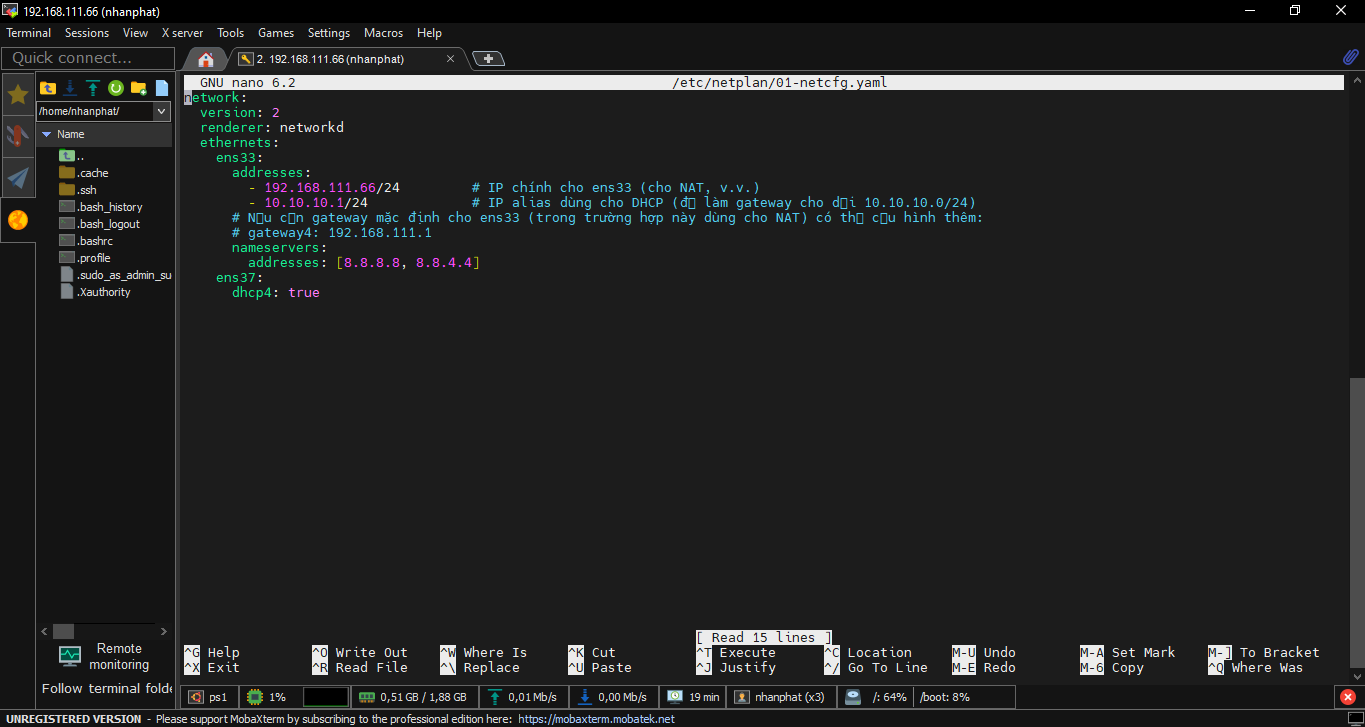 192.168.111.66 (nhanphat)
Terminal Sessions View X server Tools Games Settings Macros Help
Quick connect...
2. 192.168.111.66 (nhanphat)
/home/nhanphat/
Name
..
.cache
.ssh
.bash_history
.bash_logout
.bashrc
.profile
.sudo_as_admin_su
.Xauthority
Remote
monitoring
Follow terminal folde
GNU nano 6.2 /etc/netplan/01-netcfg.yaml
network:
version: 2
renderer: networkd
ethernets:
ens33:
addresses:
- 192.168.111.66/24 # IP chính cho ens33 (cho NAT, v.v.)
- 10.10.10.1/24 # IP alias dùng cho DHCP (đ▯ làm gateway cho d▯i 10.10.10.0/24)
# N▯u c▯n gateway mặc định cho ens33 (trong trường hợp này dùng cho NAT) có th▯ c▯u hình thêm:
# gateway4: 192.168.111.1
nameservers:
addresses: [8.8.8.8, 8.8.4.4]
ens37:
dhcp4: true
[ Read 15 lines ]
^G Help ^O Write Out ^W Where Is ^K Cut ^T Execute ^C Location M-U Undo M-A Set Mark M-] To Bracket
^X Exit ^R Read File ^\ Replace ^U Paste ^J Justify ^/ Go To Line M-E Redo M-6 Copy ^Q Where Was
ps1 1% 0,51 GB / 1,88 GB 0,01 Mb/s 0,00 Mb/s 19 min nhanphat (x3) /: 64% /boot: 8%
UNREGISTERED VERSION - Please support MobaXterm by subscribing to the professional edition here: https://mobaxterm.mobatek.net